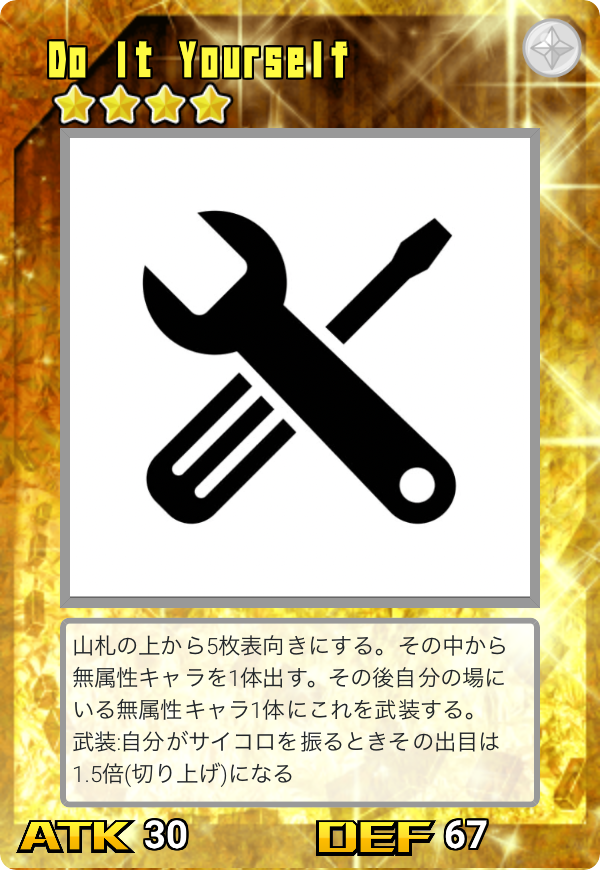 Do It Yourself
山札の上から5枚表向きにする。その中から
無属性キャラを1体出す。その後自分の場に
いる無属性キャラ1体にこれを武装する。
武装:自分がサイコロを振るときその出目は
1.5倍(切り上げ)になる
ATK 30 DEF 67